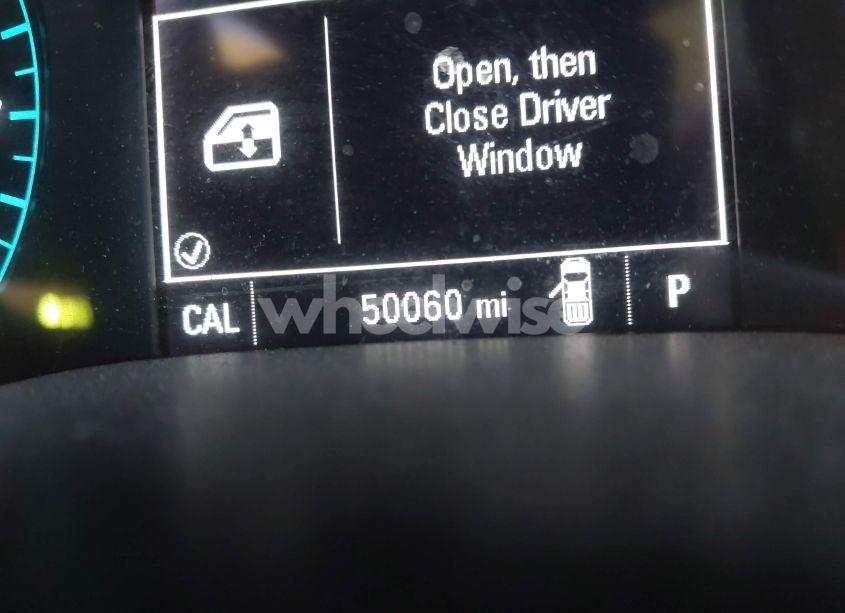 Open, then
Close Driver
Window
CAL 50060 mi P
wheelwise